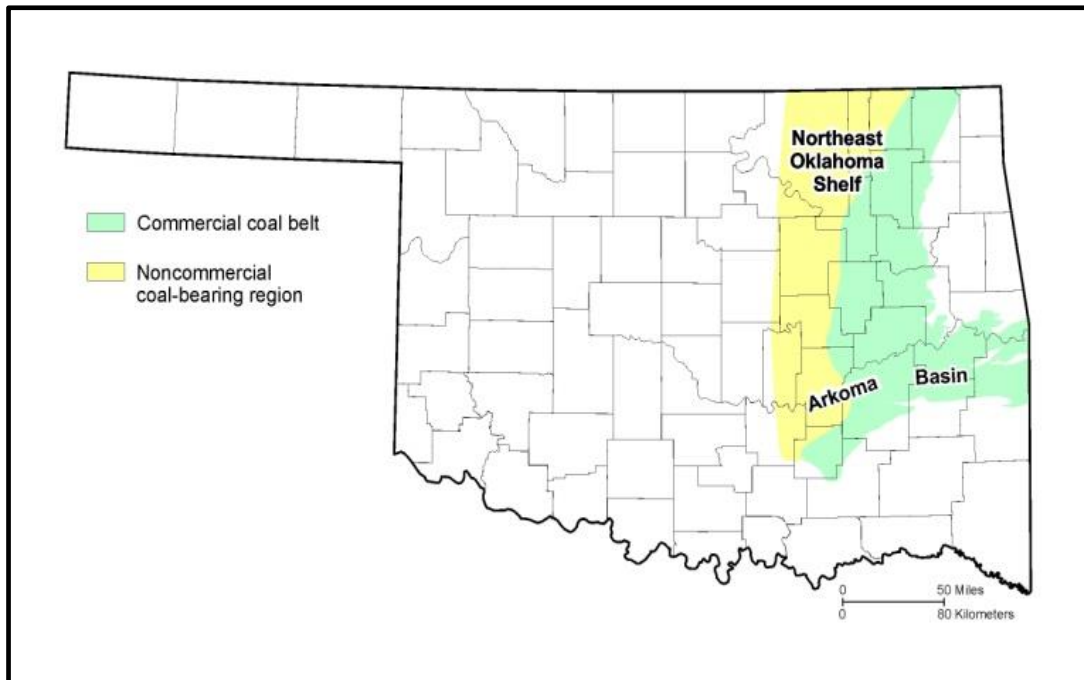 Northeast
Oklahoma
Shelf
Commercial coal belt
Noncommercial
coal-bearing region
Arkoma Basin
0 50 Miles
0 80 Kilometers